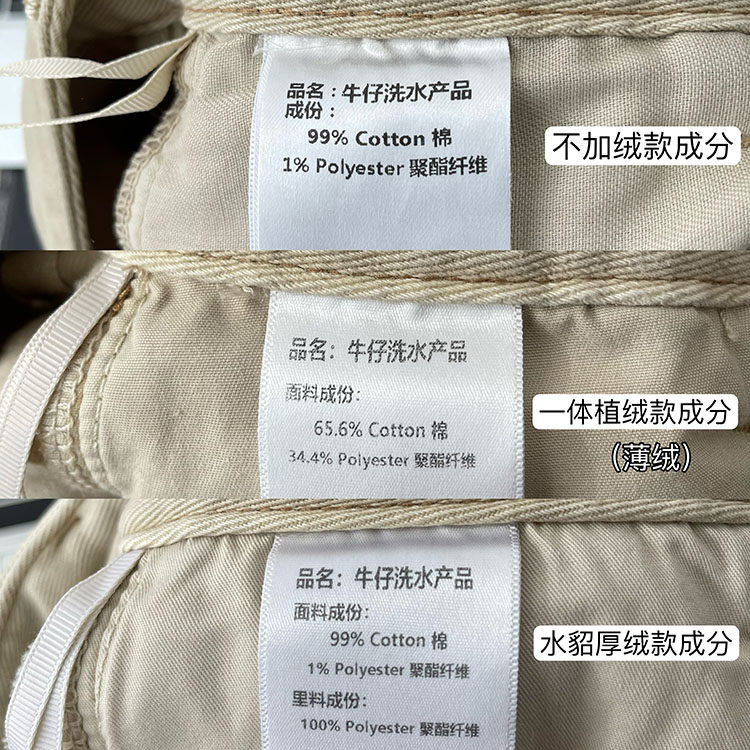 品名：牛仔洗水产品
成份：
99% Cotton 棉
1% Polyester 聚酯纤维
不加绒款成分
品名：牛仔洗水产品
面料成份：
65.6% Cotton 棉
34.4% Polyester 聚酯纤维
一体植绒款成分
（薄绒）
品名：牛仔洗水产品
面料成份：
99% Cotton 棉
1% Polyester 聚酯纤维
里料成份：
100% Polyester 聚酯纤维
水貂厚绒款成分